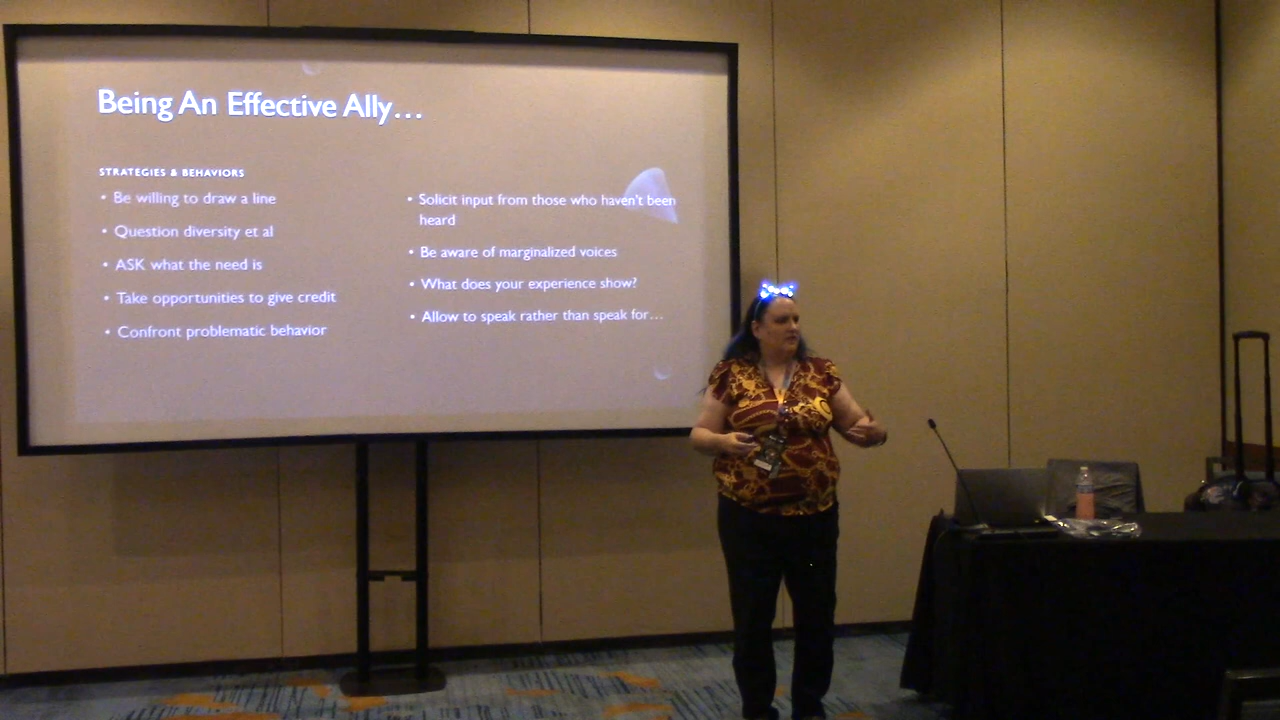 Being An Effective Ally...
STRATEGIES & BEHAVIORS
• Be willing to draw a line
• Question diversity et al
• ASK what the need is
• Take opportunities to give credit
• Confront problematic behavior
• Solicit input from those who haven't been
heard
• Be aware of marginalized voices
• What does your experience show?
• Allow to speak rather than speak for...